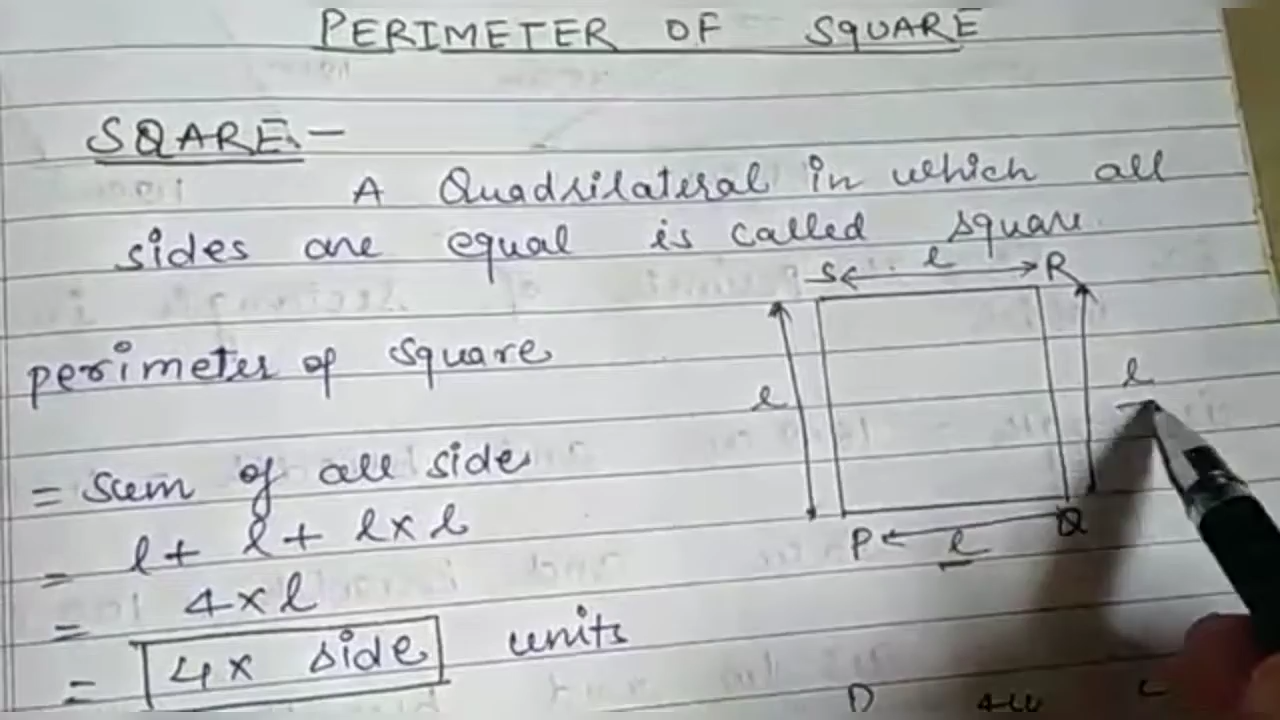 PERIMETER OF SQUARE
SQARE:-
A Quadrilateral in which all
sides are equal is called square.
S l R
perimeter of square
l
l
= Sum of all side
= l + l + l x l
P l Q
= 4 x l
= 4 x side units
D